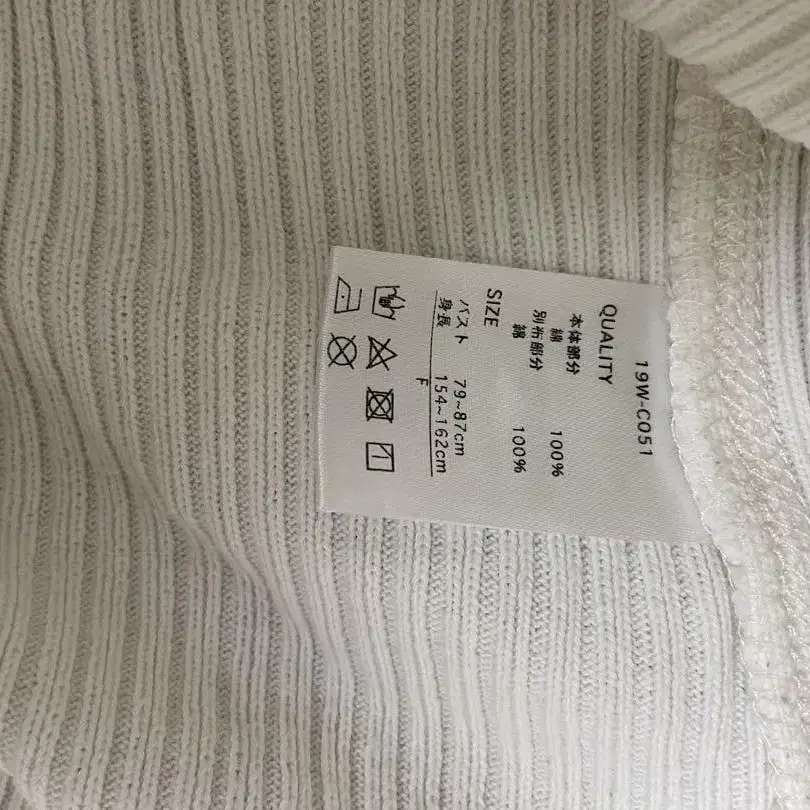 19W-C051
QUALITY
本体部分
綿 100%
別布部分
綿 100%
SIZE
バスト 79~87cm
身長 154~162cm
F